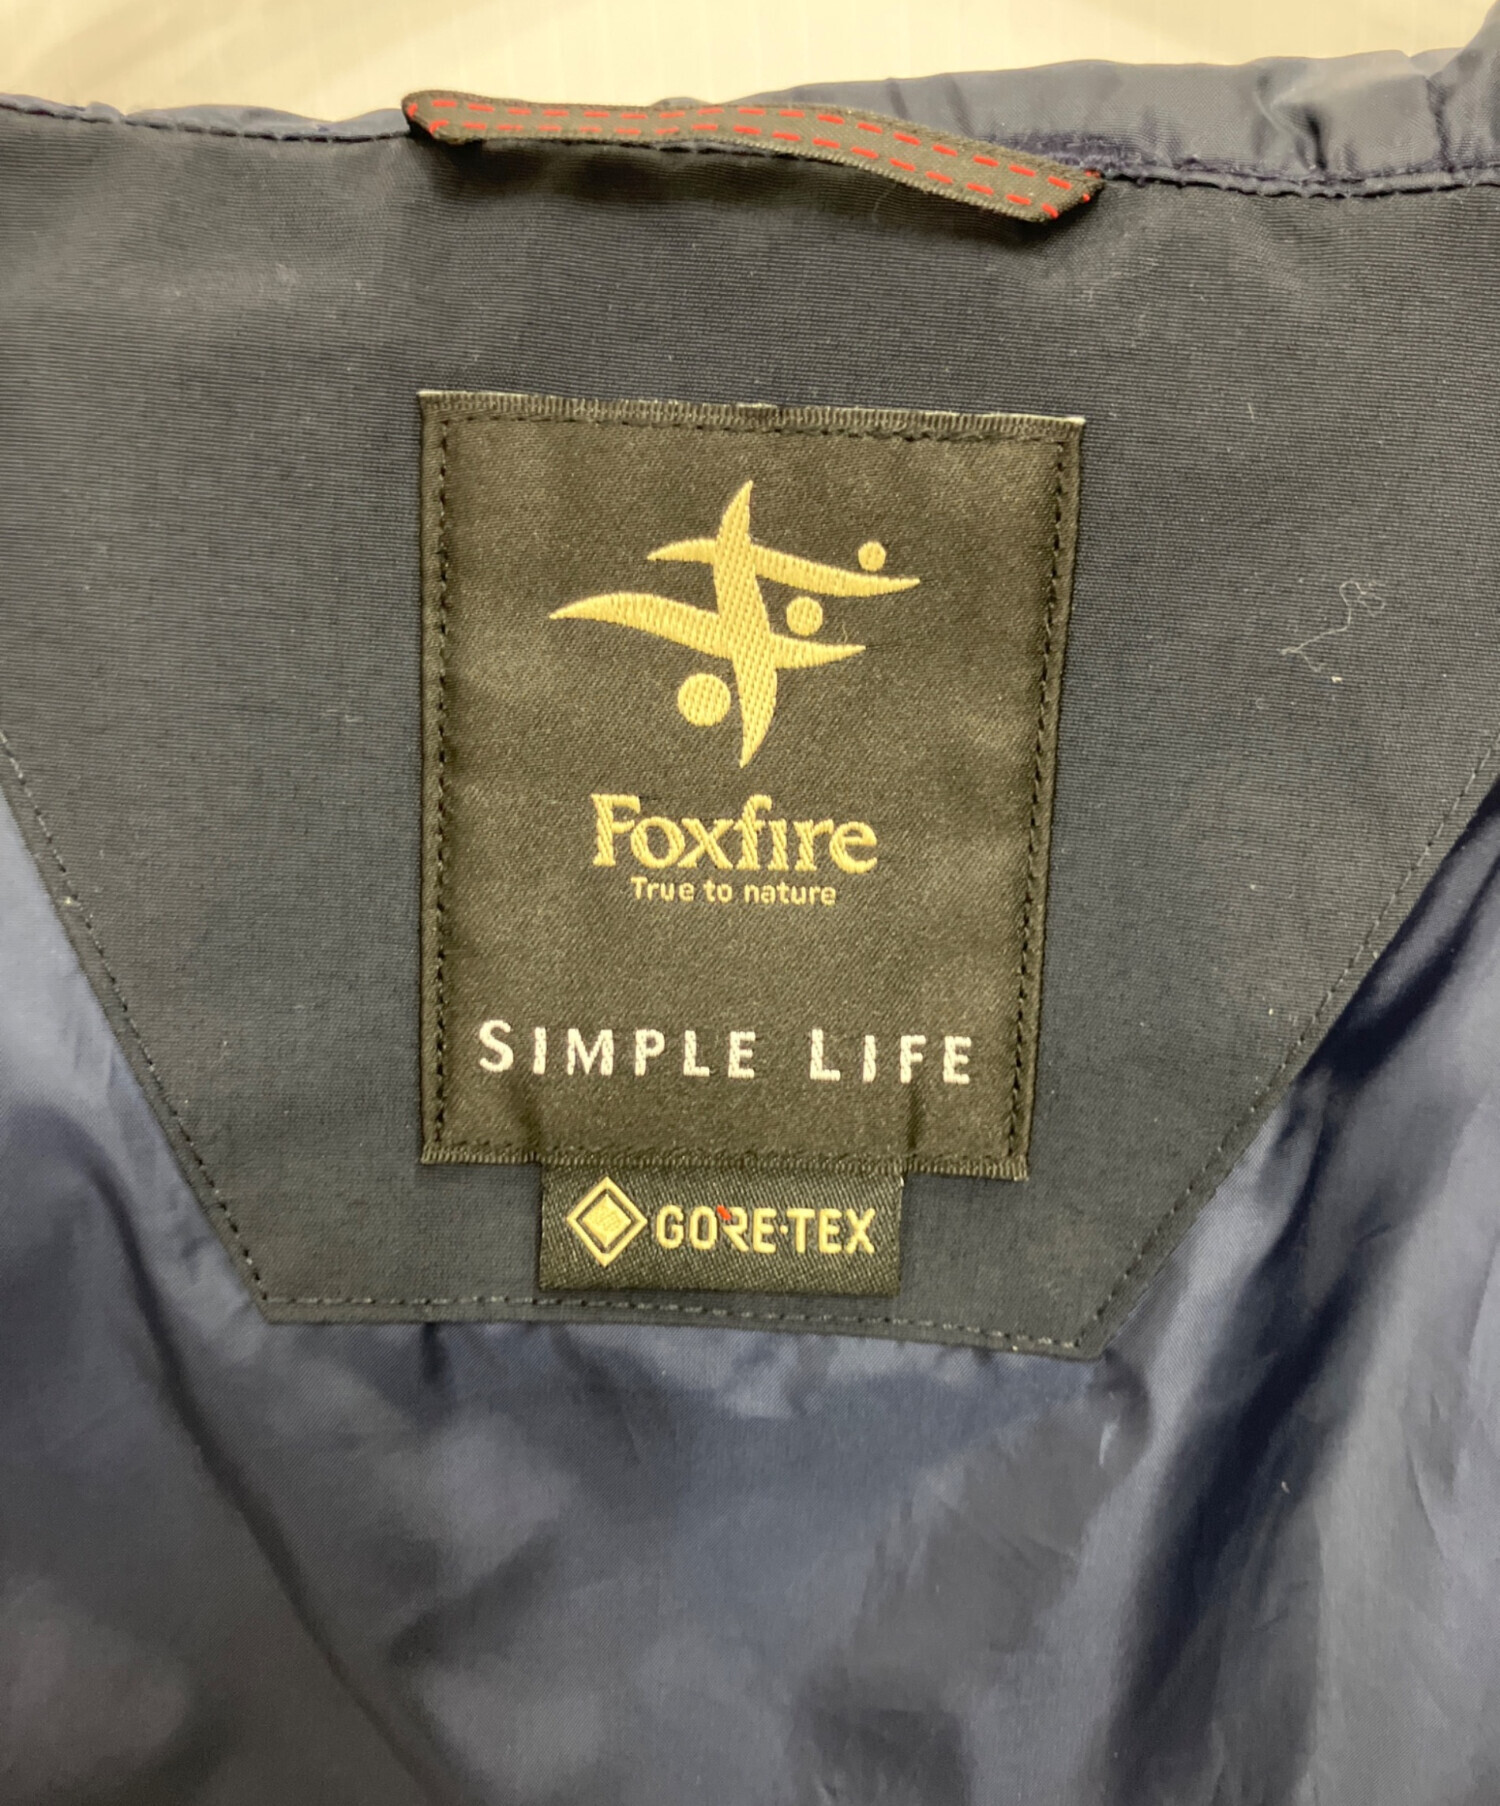 Foxfire
True to nature
SIMPLE LIFE
GORE-TEX